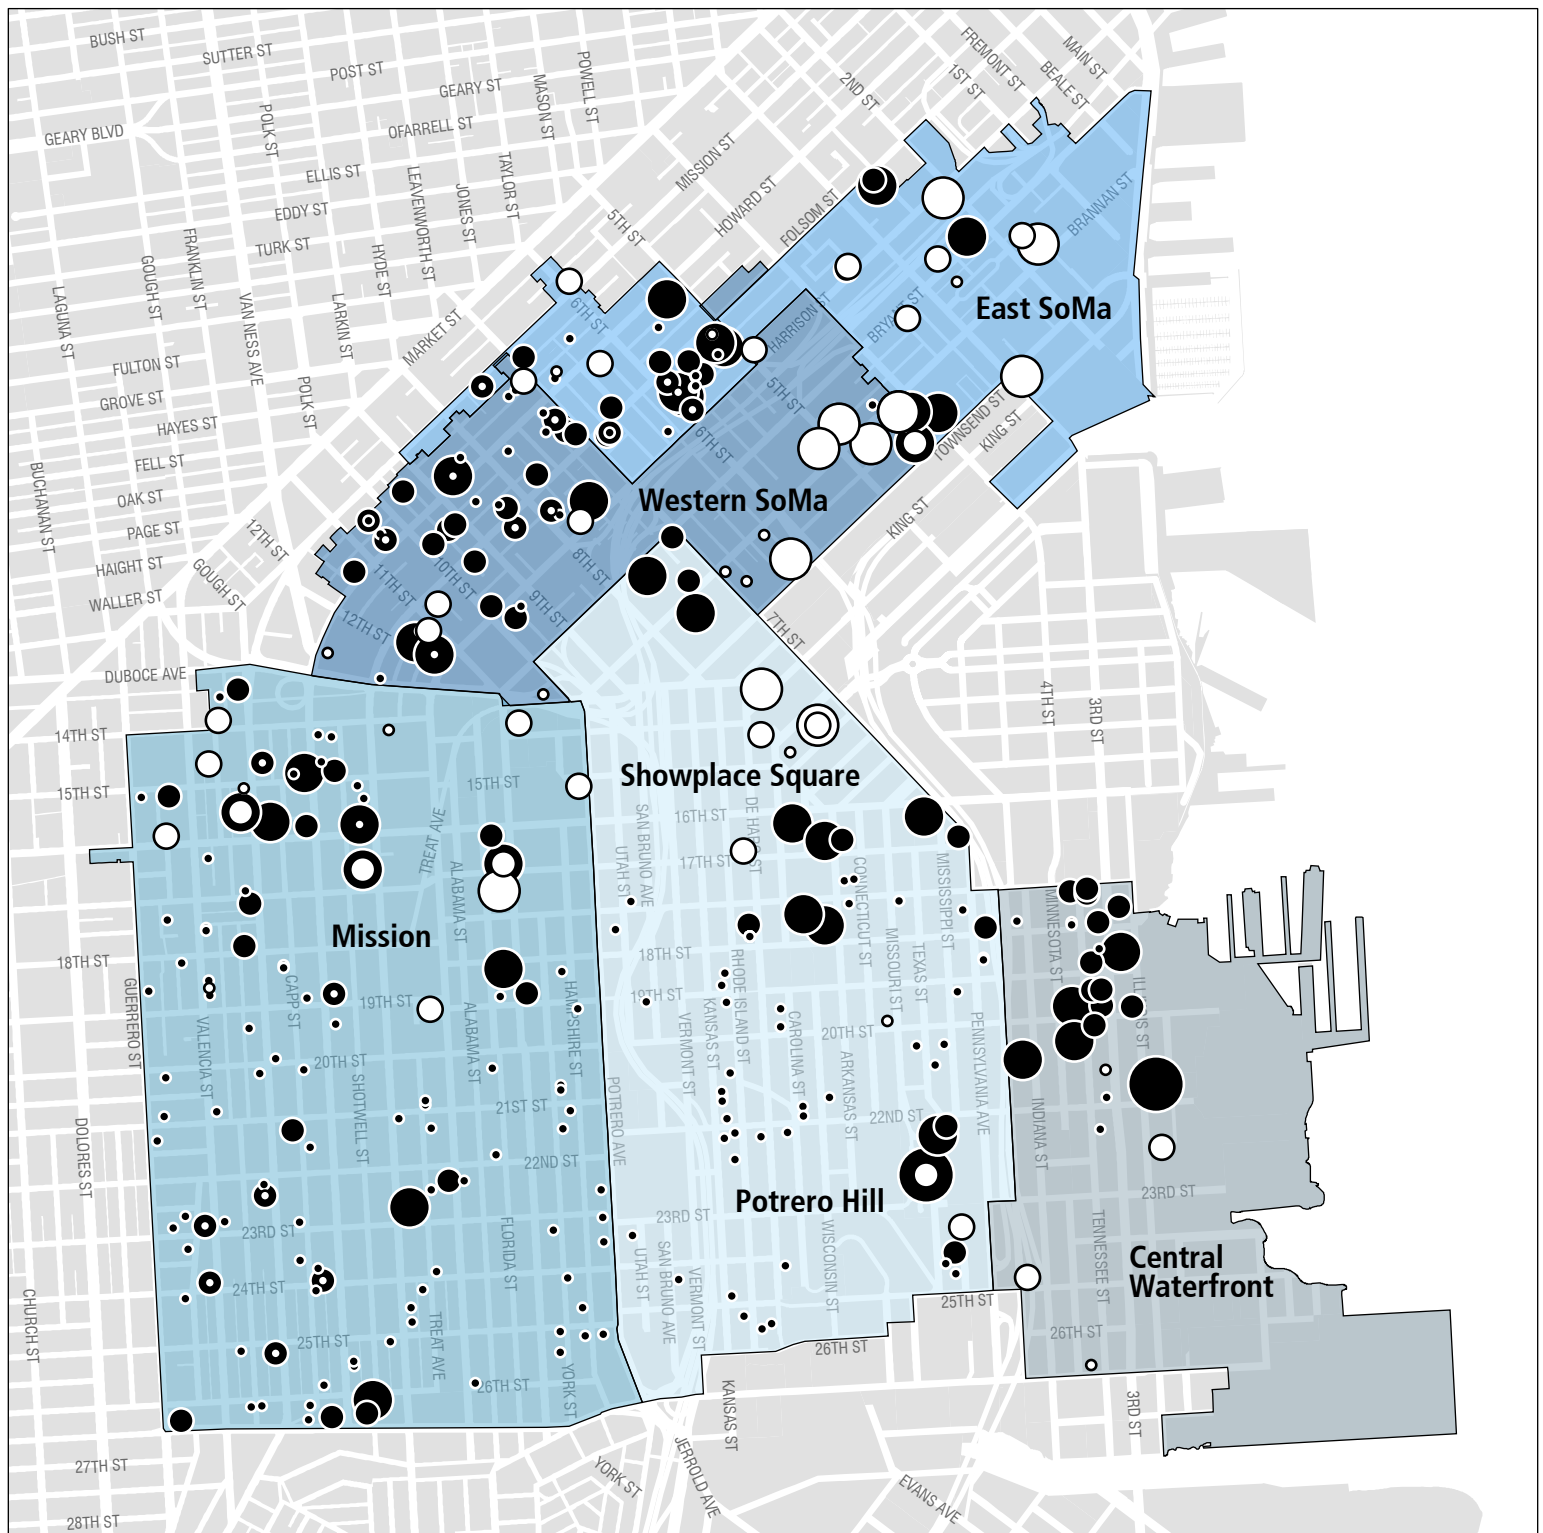 BUSH ST
SUTTER ST
POST ST
GEARY ST
GEARY BLVD
OFARRELL ST
ELLIS ST
EDDY ST
TURK ST
POLK ST
LEAVENWORTH ST
JONES ST
TAYLOR ST
MASON ST
POWELL ST
HYDE ST
LARKIN ST
VAN NESS AVE
FRANKLIN ST
GOUGH ST
LAGUNA ST
BUCHANAN ST
FULTON ST
GROVE ST
HAYES ST
FELL ST
OAK ST
PAGE ST
HAIGHT ST
WALLER ST
POLK ST
MARKET ST
12TH ST
GOUGH ST
MISSION ST
HOWARD ST
FOLSOM ST
5TH ST
6TH ST
2ND ST
1ST ST
FREMONT ST
BEALE ST
MAIN ST
BRANNAN ST
HARRISON ST
East SoMa
5TH ST
6TH ST
TOWNSEND ST
KING ST
KING ST
Western SoMa
8TH ST
9TH ST
10TH ST
11TH ST
12TH ST
7TH ST
4TH ST
3RD ST
DUBOCE AVE
14TH ST
15TH ST
15TH ST
Showplace Square
16TH ST
17TH ST
SAN BRUNO AVE
UTAH ST
TREAT AVE
ALABAMA ST
Mission
CONNECTICUT ST
MISSISSIPPI ST
MISSOURI ST
TEXAS ST
MINNESOTA ST
18TH ST
18TH ST
GUERRERO ST
VALENCIA ST
CAPP ST
19TH ST
19TH ST
ALABAMA ST
HAMPSHIRE ST
KANSAS ST
RHODE ISLAND ST
VERMONT ST
CAROLINA ST
ARKANSAS ST
PENNSYLVANIA AVE
20TH ST
20TH ST
SHOTWELL ST
21ST ST
POTRERO AVE
22ND ST
22ND ST
INDIANA ST
DOLORES ST
Potrero Hill
23RD ST
23RD ST
23RD ST
FLORIDA ST
UTAH ST
SAN BRUNO AVE
VERMONT ST
WISCONSIN ST
TENNESSEE ST
Central
Waterfront
24TH ST
CHURCH ST
25TH ST
25TH ST
TREAT AVE
26TH ST
26TH ST
26TH ST
YORK ST
KANSAS ST
3RD ST
27TH ST
28TH ST
YORK ST
JERROLD AVE
EVANS AVE